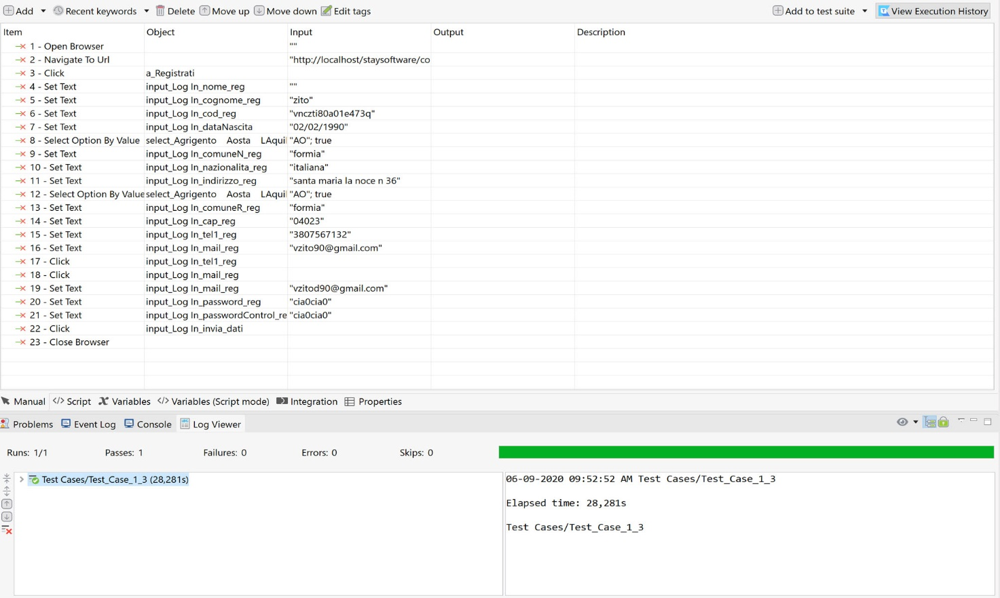 Add Recent keywords Delete Move up Move down Edit tags Add to test suite View Execution History
Item Object Input Output Description
1 - Open Browser ""
2 - Navigate To Url "http://localhost/staysoftware/co
3 - Click a_Registrati
4 - Set Text input_Log In_nome_reg ""
5 - Set Text input_Log In_cognome_reg "zito"
6 - Set Text input_Log In_cod_reg "vnczti80a01e473q"
7 - Set Text input_Log In_dataNascita "02/02/1990"
8 - Select Option By Value select_Agrigento Aosta LAquil "AO"; true
9 - Set Text input_Log In_comuneN_reg "formia"
10 - Set Text input_Log In_nazionalita_reg "italiana"
11 - Set Text input_Log In_indirizzo_reg "santa maria la noce n 36"
12 - Select Option By Value select_Agrigento Aosta LAquil "AO"; true
13 - Set Text input_Log In_comuneR_reg "formia"
14 - Set Text input_Log In_cap_reg "04023"
15 - Set Text input_Log In_tel1_reg "3807567132"
16 - Set Text input_Log In_mail_reg "vzito90@gmail.com"
17 - Click input_Log In_tel1_reg
18 - Click input_Log In_mail_reg
19 - Set Text input_Log In_mail_reg "vzitod90@gmail.com"
20 - Set Text input_Log In_password_reg "cia0cia0"
21 - Set Text input_Log In_passwordControl_re "cia0cia0"
22 - Click input_Log In_invia_dati
23 - Close Browser
Manual Script Variables Variables (Script mode) Integration Properties
Problems Event Log Console Log Viewer
Runs: 1/1 Passes: 1 Failures: 0 Errors: 0 Skips: 0
Test Cases/Test_Case_1_3 (28,281s)
06-09-2020 09:52:52 AM Test Cases/Test_Case_1_3
Elapsed time: 28,281s
Test Cases/Test_Case_1_3